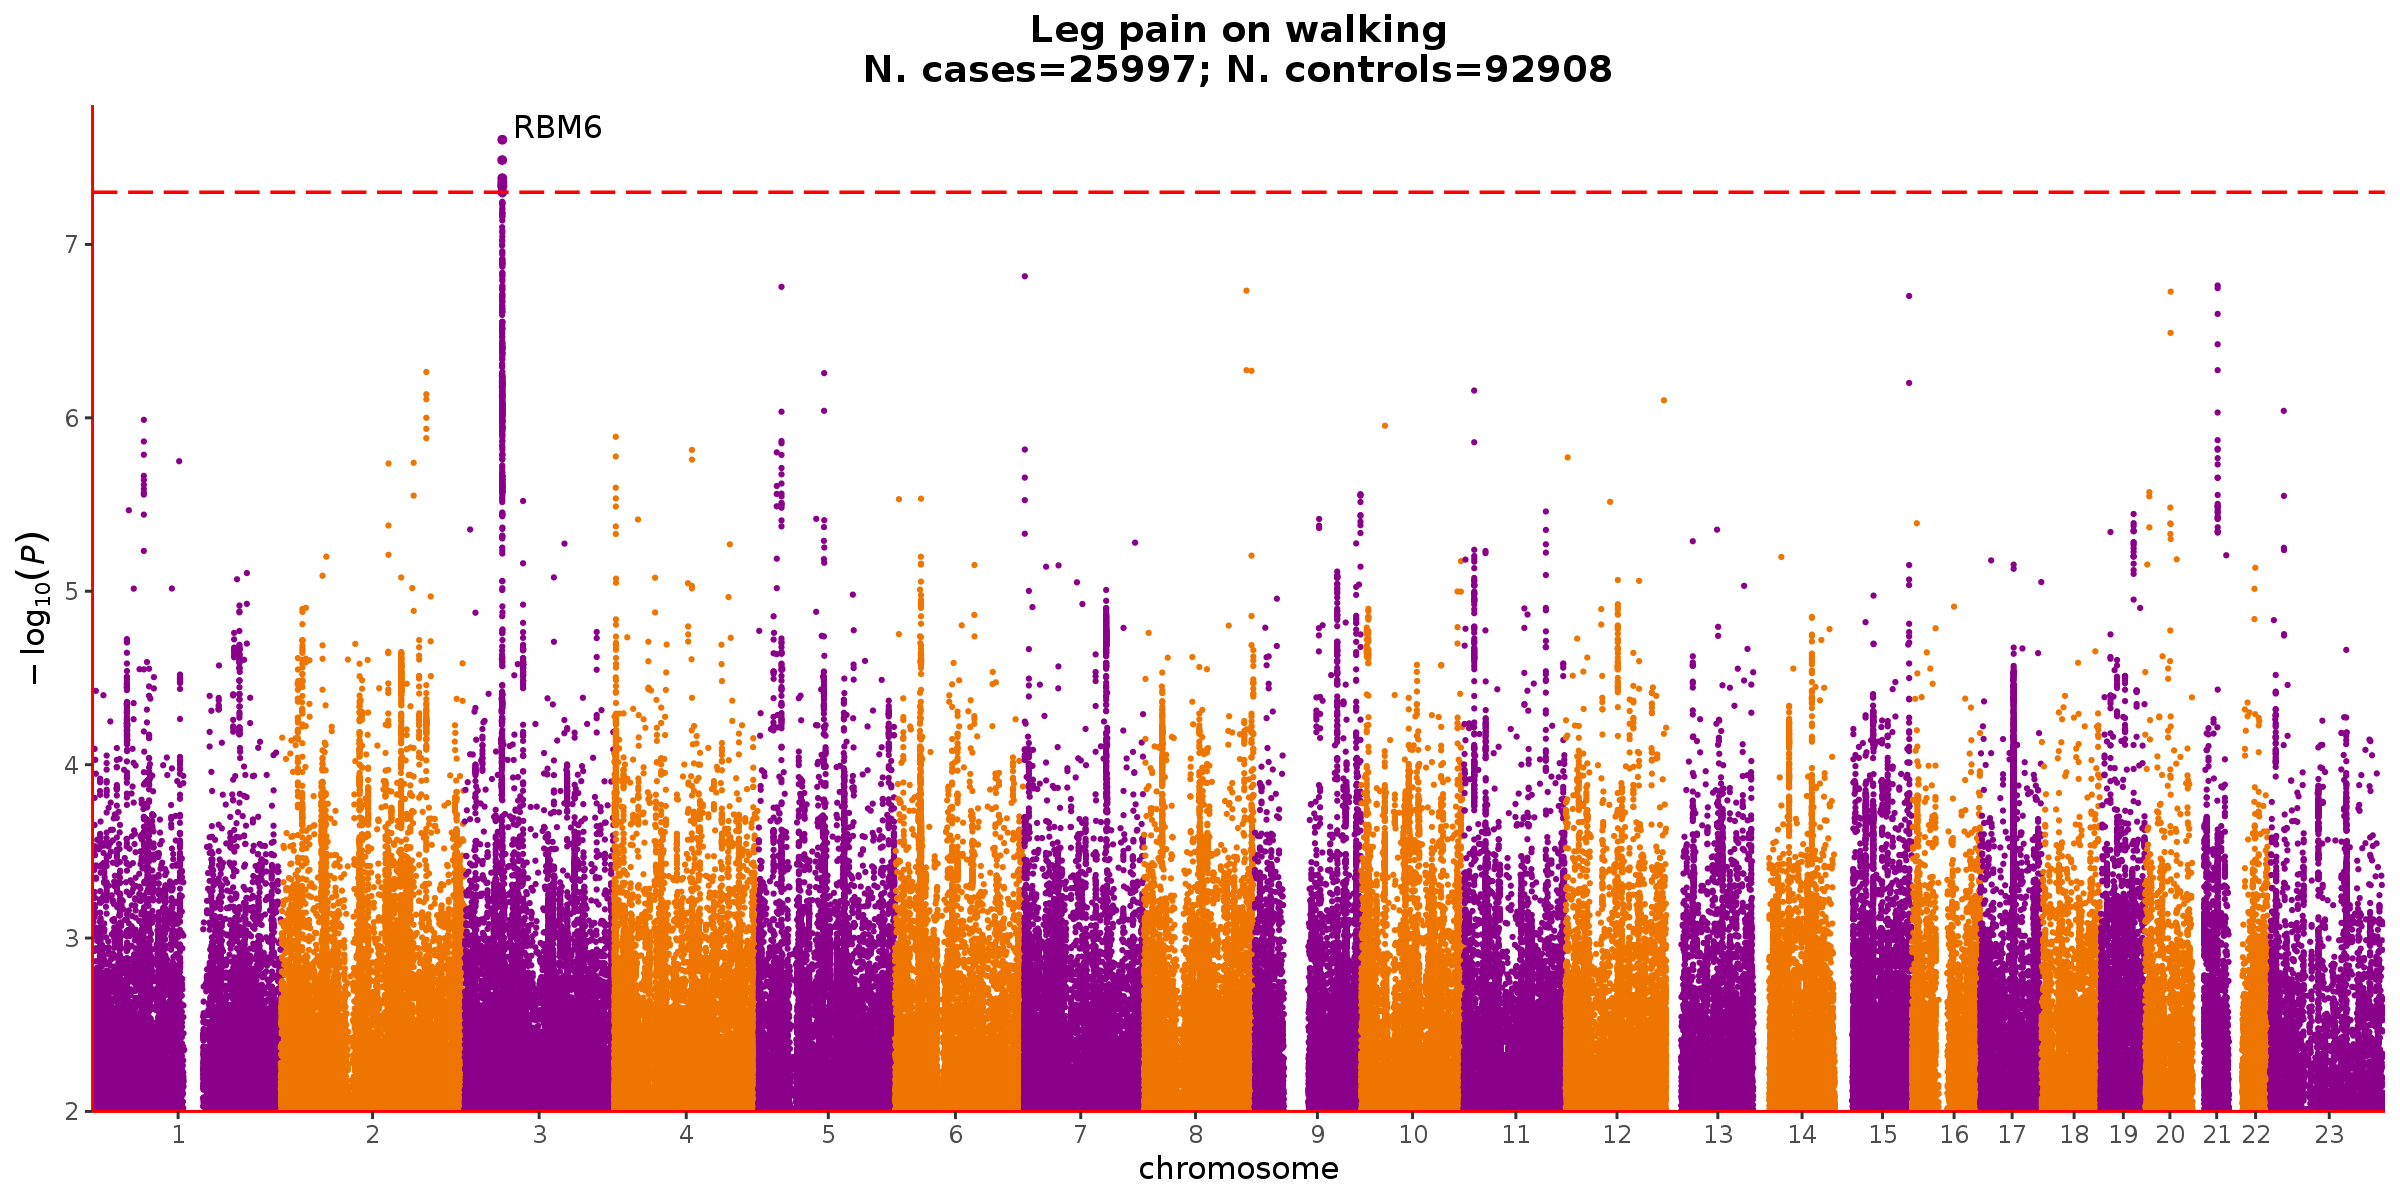 Leg pain on walking
N. cases=25997; N. controls=92908
RBM6
7
6
5
4
3
2
−log10(P)
1 2 3 4 5 6 7 8 9 10 11 12 13 14 15 16 17 18 19 20 21 22 23
chromosome